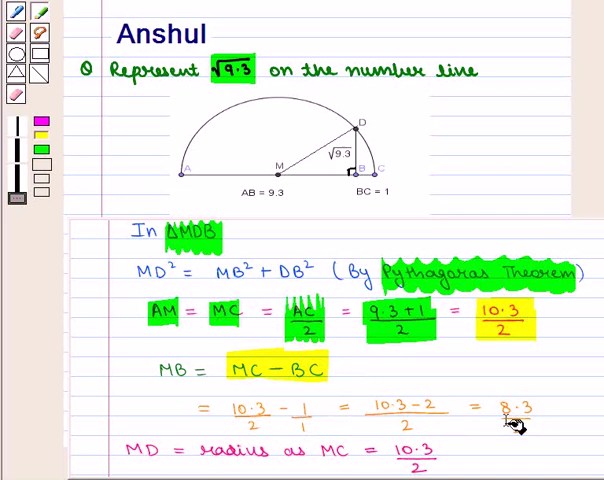 Anshul
Q Represent √9.3 on the number line
D
√9.3
A M B C
AB = 9.3 BC = 1
In ΔMDB
MD² = MB² + DB² (By Pythagoras Theorem)
AM = MC = AC/2 = 9.3+1/2 = 10.3/2
MB = MC − BC
= 10.3/2 − 1/1 = 10.3−2/2 = 8.3
MD = radius as MC = 10.3/2